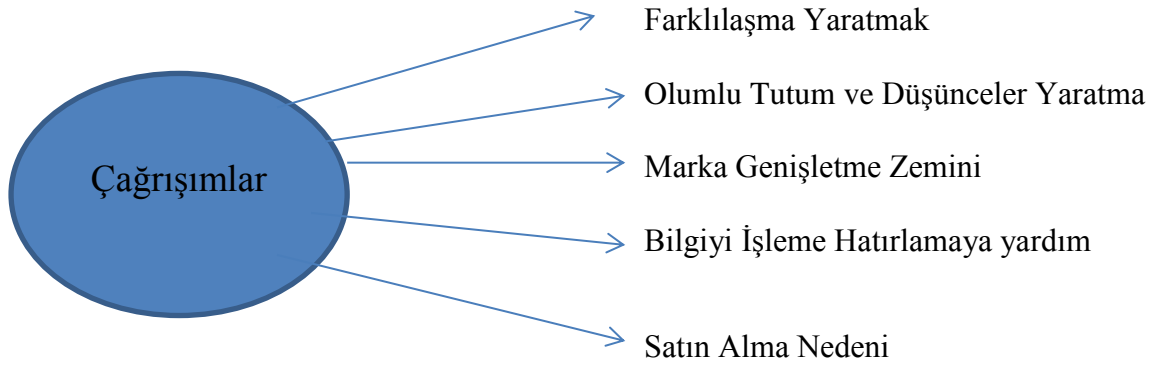 Farklılaşma Yaratmak
Olumlu Tutum ve Düşünceler Yaratma
Çağrışımlar
Marka Genişletme Zemini
Bilgiyi İşleme Hatırlamaya yardım
Satın Alma Nedeni